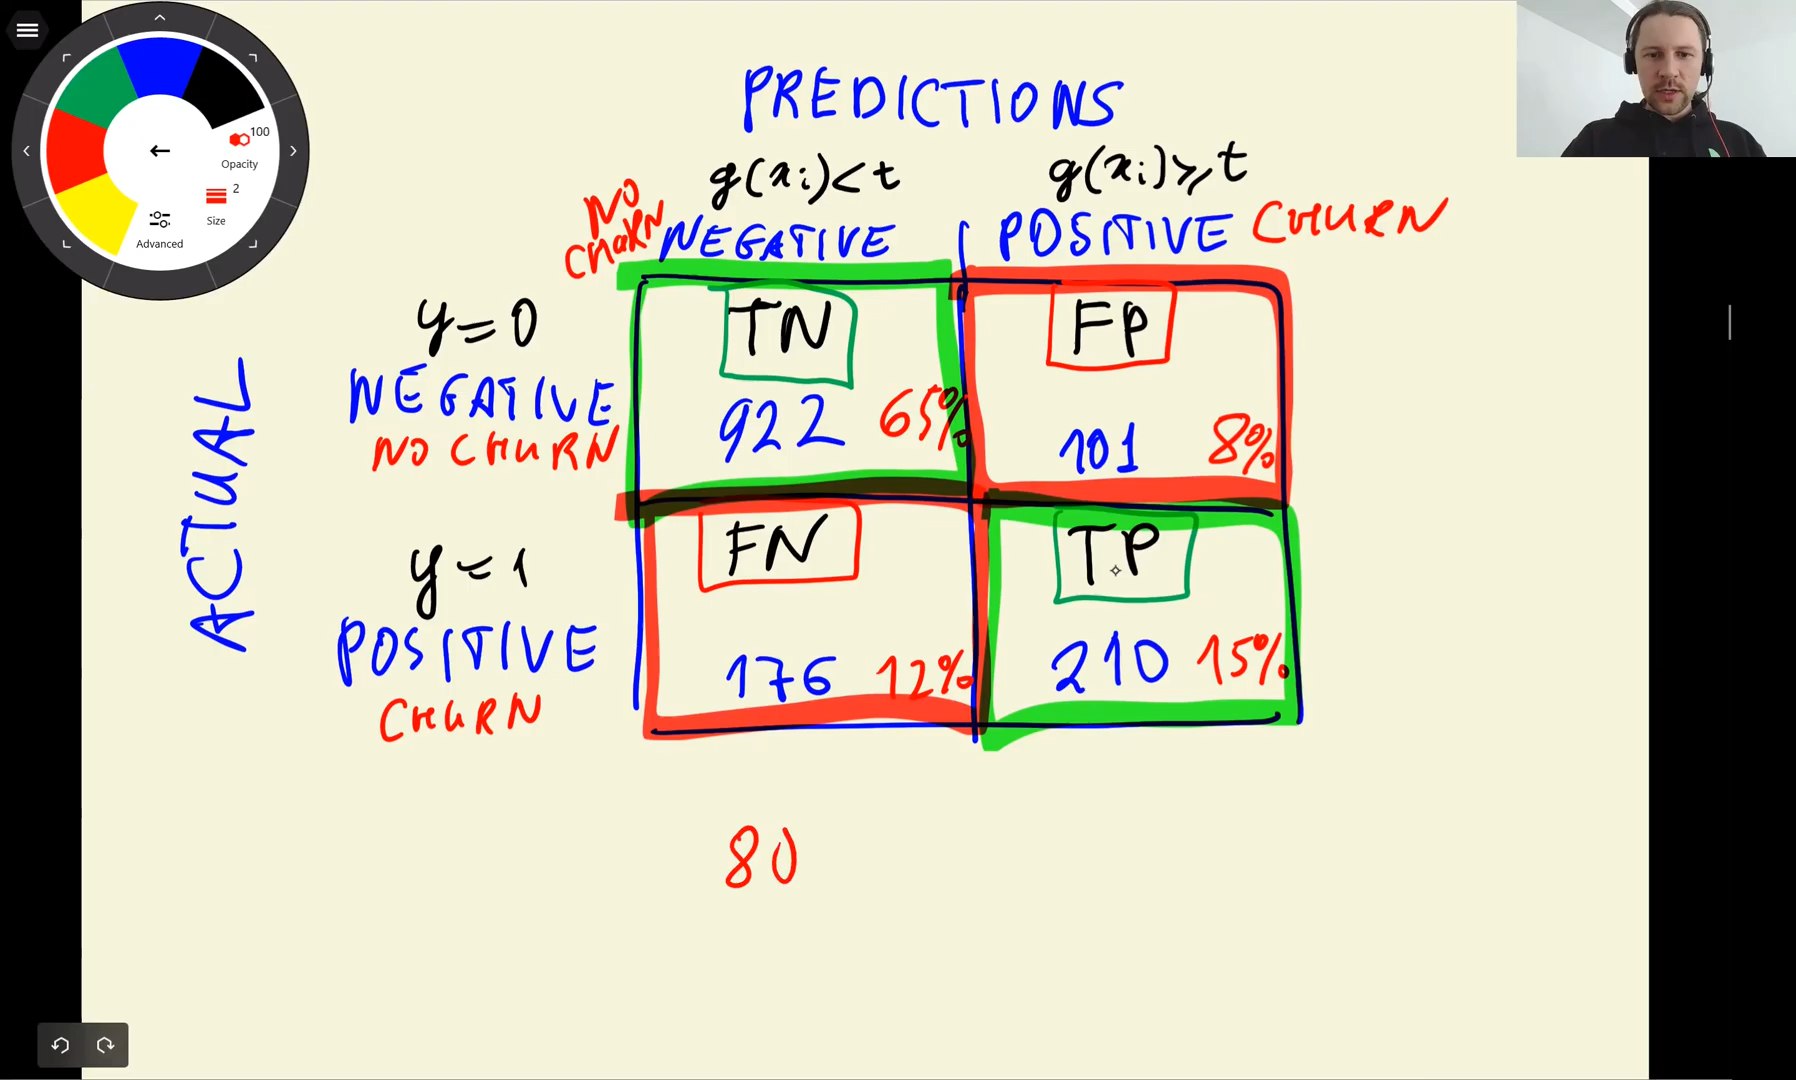 100
Opacity
2
Size
Advanced
PREDICTIONS
g(xi)<t g(xi)⩾t
NO
CHURN
NEGATIVE POSITIVE CHURN
ACTUAL
y=0
NEGATIVE
NO CHURN
TN FP
922 65% 101 8%
y=1
POSITIVE
CHURN
FN TP
176 12% 210 15%
80